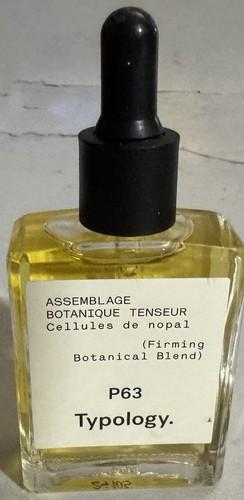 ASSEMBLAGE
BOTANIQUE TENSEUR
Cellules de nopal
(Firming
Botanical Blend)
P63
Typology.